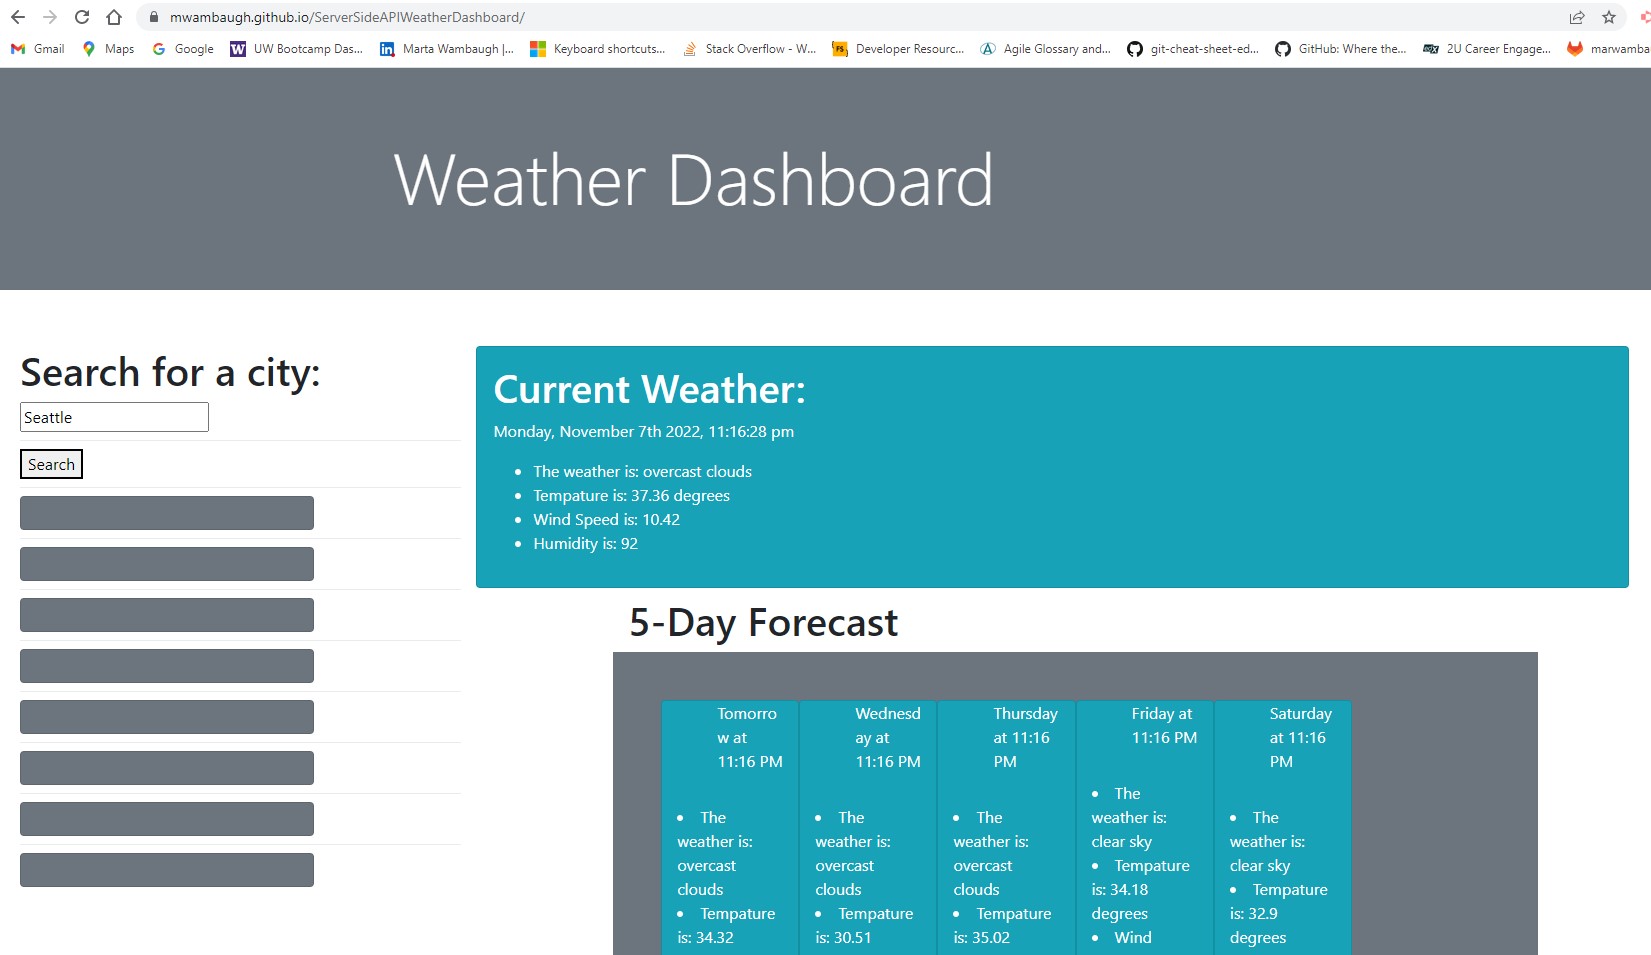 mwambaugh.github.io/ServerSideAPIWeatherDashboard/
Gmail Maps Google UW Bootcamp Das... Marta Wambaugh |... Keyboard shortcuts... Stack Overflow - W... Developer Resourc... Agile Glossary and... git-cheat-sheet-ed... GitHub: Where the... 2U Career Engage... marwamba
Weather Dashboard
Search for a city:
Seattle
Search
Current Weather:
Monday, November 7th 2022, 11:16:28 pm
• The weather is: overcast clouds
• Tempature is: 37.36 degrees
• Wind Speed is: 10.42
• Humidity is: 92
5-Day Forecast
Tomorro
w at
11:16 PM
• The
weather is:
overcast
clouds
• Tempature
is: 34.32
Wednesd
ay at
11:16 PM
• The
weather is:
overcast
clouds
• Tempature
is: 30.51
Thursday
at 11:16
PM
• The
weather is:
overcast
clouds
• Tempature
is: 35.02
Friday at
11:16 PM
• The
weather is:
clear sky
• Tempature
is: 34.18
degrees
• Wind
Saturday
at 11:16
PM
• The
weather is:
clear sky
• Tempature
is: 32.9
degrees